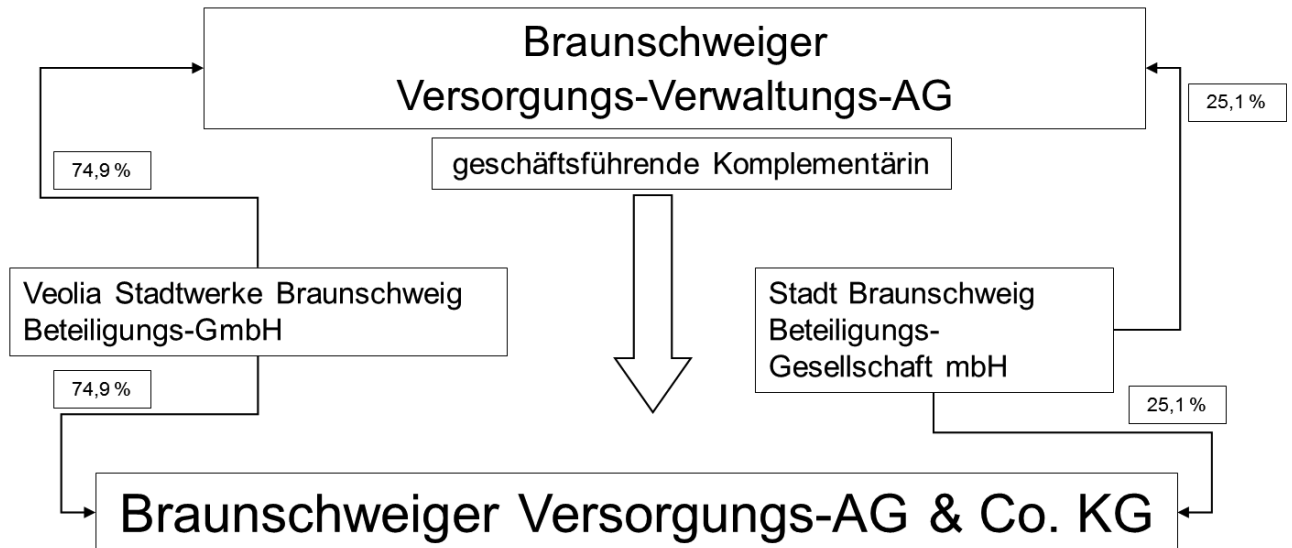 Braunschweiger
Versorgungs-Verwaltungs-AG
25,1 %
74,9 %
geschäftsführende Komplementärin
Veolia Stadtwerke Braunschweig
Beteiligungs-GmbH
Stadt Braunschweig
Beteiligungs-
Gesellschaft mbH
74,9 %
25,1 %
Braunschweiger Versorgungs-AG & Co. KG